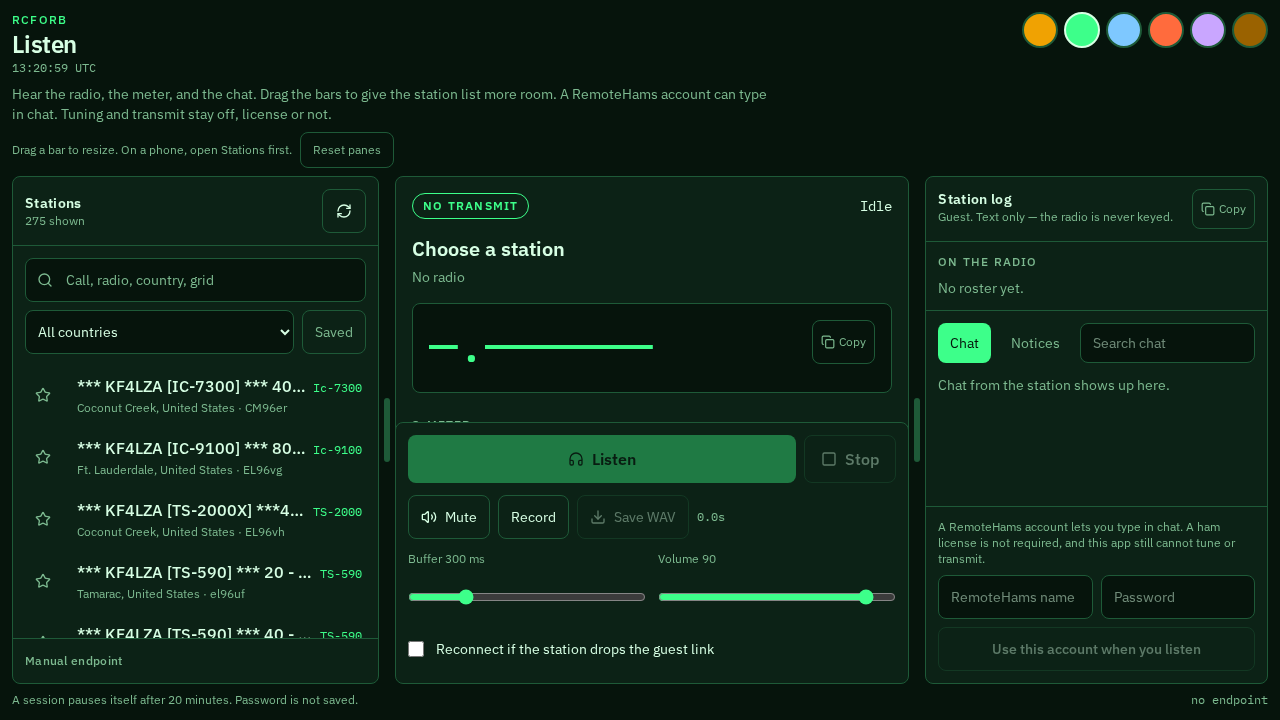 RCFORB
Listen
13:20:59 UTC
Hear the radio, the meter, and the chat. Drag the bars to give the station list more room. A RemoteHams account can type
in chat. Tuning and transmit stay off, license or not.
Drag a bar to resize. On a phone, open Stations first.
Reset panes
Stations
275 shown
Call, radio, country, grid
All countries
Saved
*** KF4LZA [IC-7300] *** 40... Ic-7300
Coconut Creek, United States · CM96er
*** KF4LZA [IC-9100] *** 80... Ic-9100
Ft. Lauderdale, United States · EL96vg
*** KF4LZA [TS-2000X] ***4... TS-2000
Coconut Creek, United States · EL96vh
*** KF4LZA [TS-590] *** 20 - ... TS-590
Tamarac, United States · el96uf
*** KF4LZA [TS-590] *** 40 - ... TS-590
Manual endpoint
NO TRANSMIT
Idle
Choose a station
No radio
—.———
Copy
Listen
Stop
Mute
Record
Save WAV
0.0s
Buffer 300 ms
Volume 90
Reconnect if the station drops the guest link
Station log
Guest. Text only — the radio is never keyed.
Copy
ON THE RADIO
No roster yet.
Chat
Notices
Search chat
Chat from the station shows up here.
A RemoteHams account lets you type in chat. A ham
license is not required, and this app still cannot tune or
transmit.
RemoteHams name
Password
Use this account when you listen
A session pauses itself after 20 minutes. Password is not saved.
no endpoint